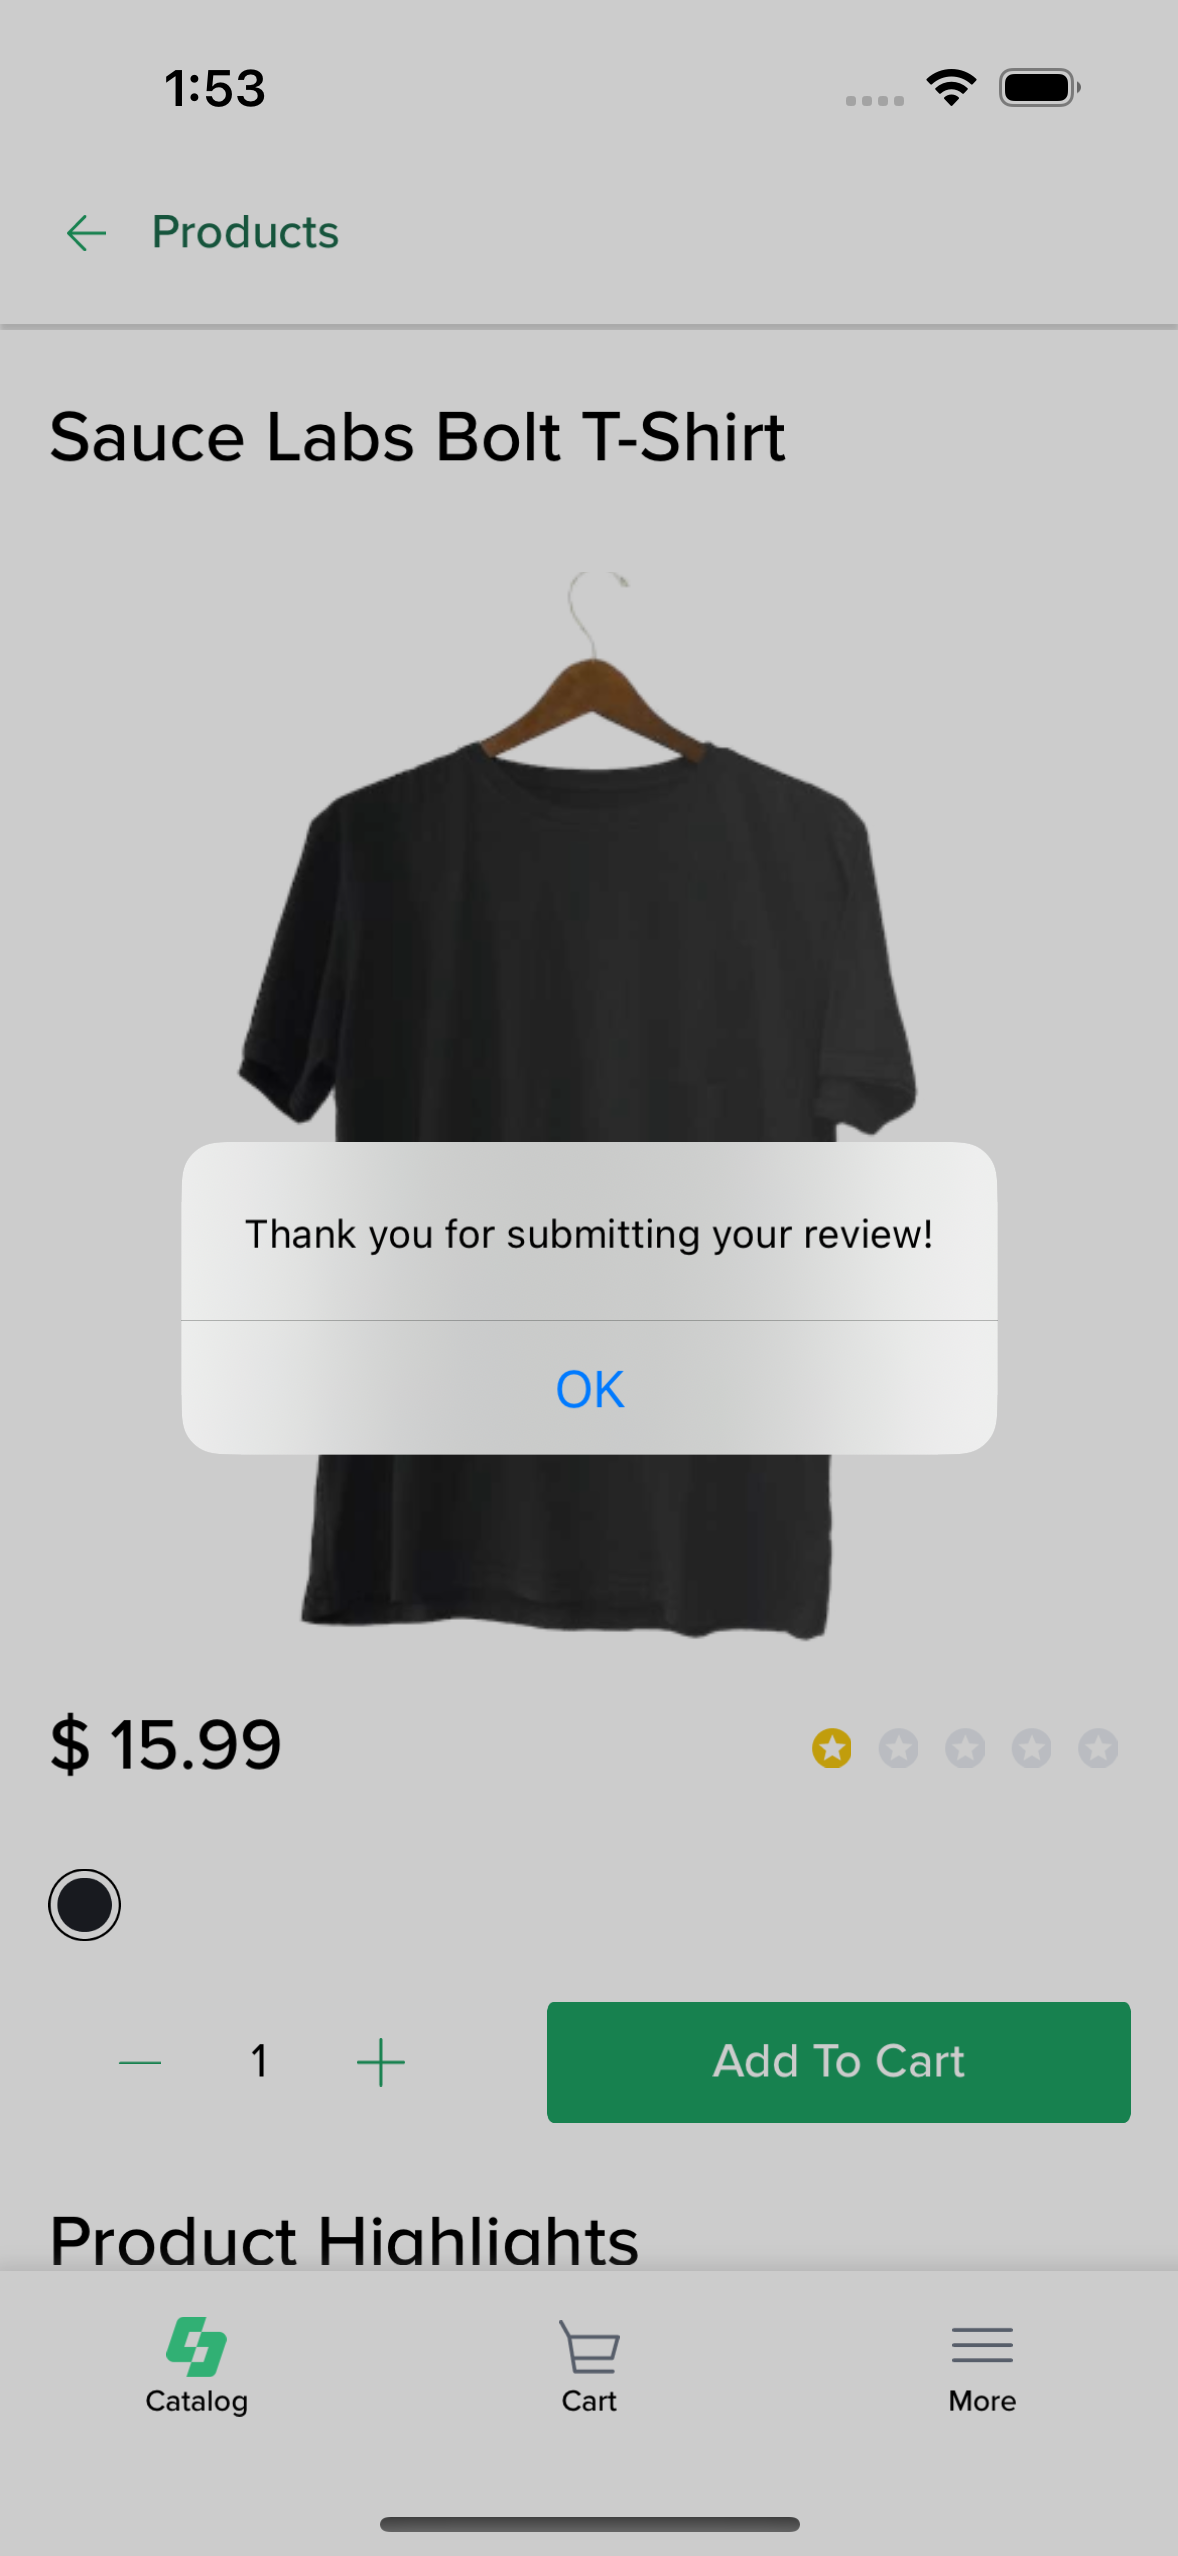 1:53
Products
Sauce Labs Bolt T-Shirt
Thank you for submitting your review!
OK
$ 15.99
1
Add To Cart
Product Highlights
Catalog
Cart
More